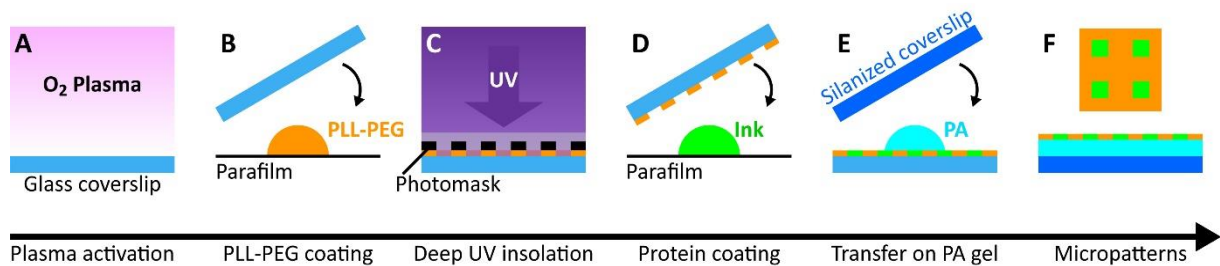 A
O2 Plasma
Glass coverslip
B
PLL-PEG
Parafilm
C
UV
Photomask
D
Ink
Parafilm
E
Silanized coverslip
PA
F
Plasma activation
PLL-PEG coating
Deep UV insolation
Protein coating
Transfer on PA gel
Micropatterns